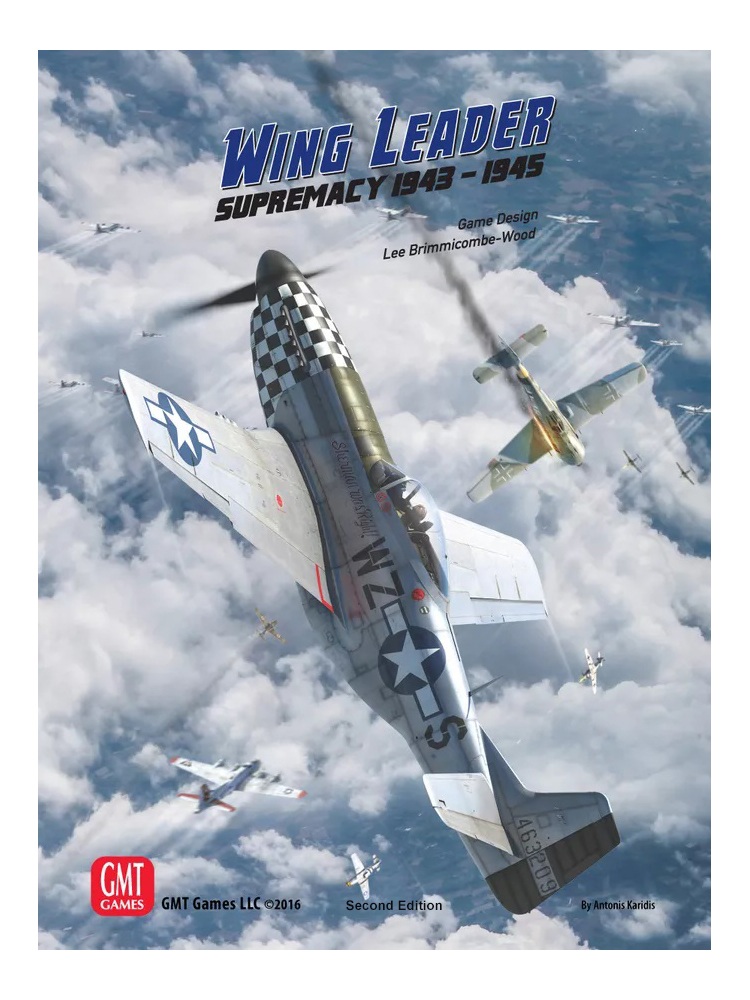 WING LEADER
SUPREMACY 1943 – 1945
Game Design
Lee Brimmicombe-Wood
WZ
S
463209
GMT
GAMES
GMT Games LLC ©2016
Second Edition
By Antonis Karidis